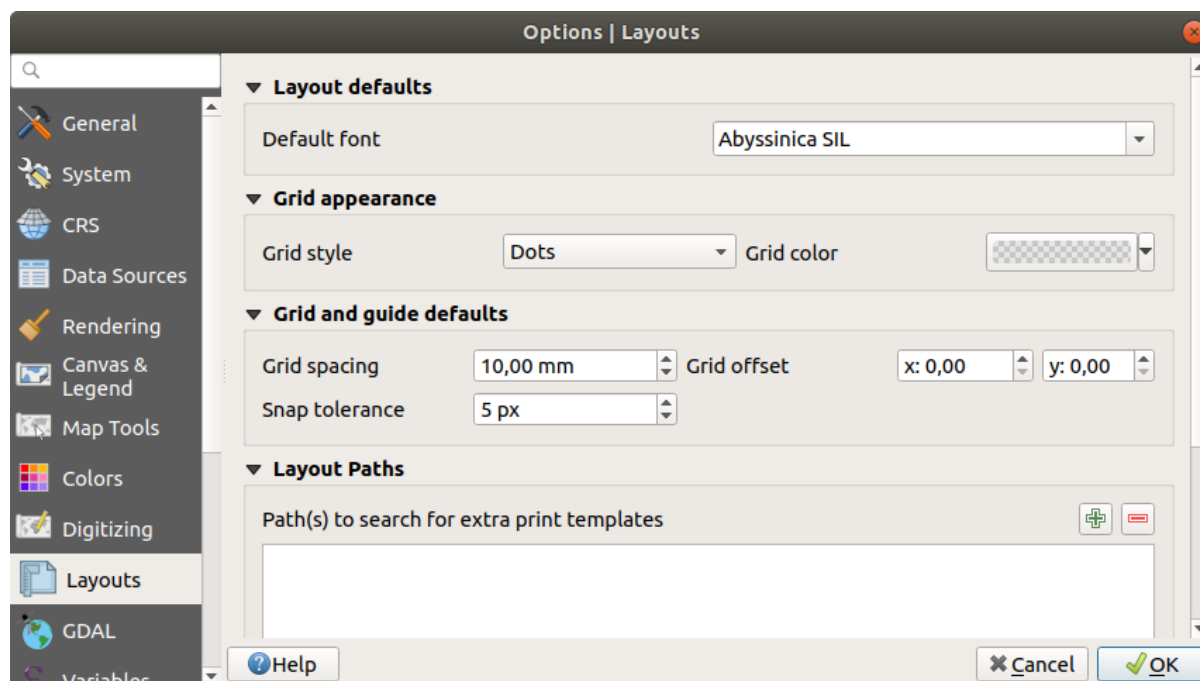 Options | Layouts
General
System
CRS
Data Sources
Rendering
Canvas &
Legend
Map Tools
Colors
Digitizing
Layouts
GDAL
Variables
Layout defaults
Default font
Abyssinica SIL
Grid appearance
Grid style
Dots
Grid color
Grid and guide defaults
Grid spacing
10,00 mm
Grid offset
x: 0,00
y: 0,00
Snap tolerance
5 px
Layout Paths
Path(s) to search for extra print templates
Help
Cancel
OK